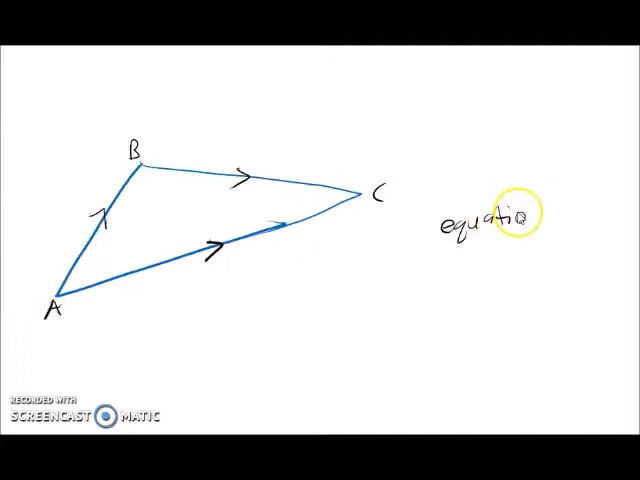 B
C
equatio
A
RECORDED WITH
SCREENCAST MATIC